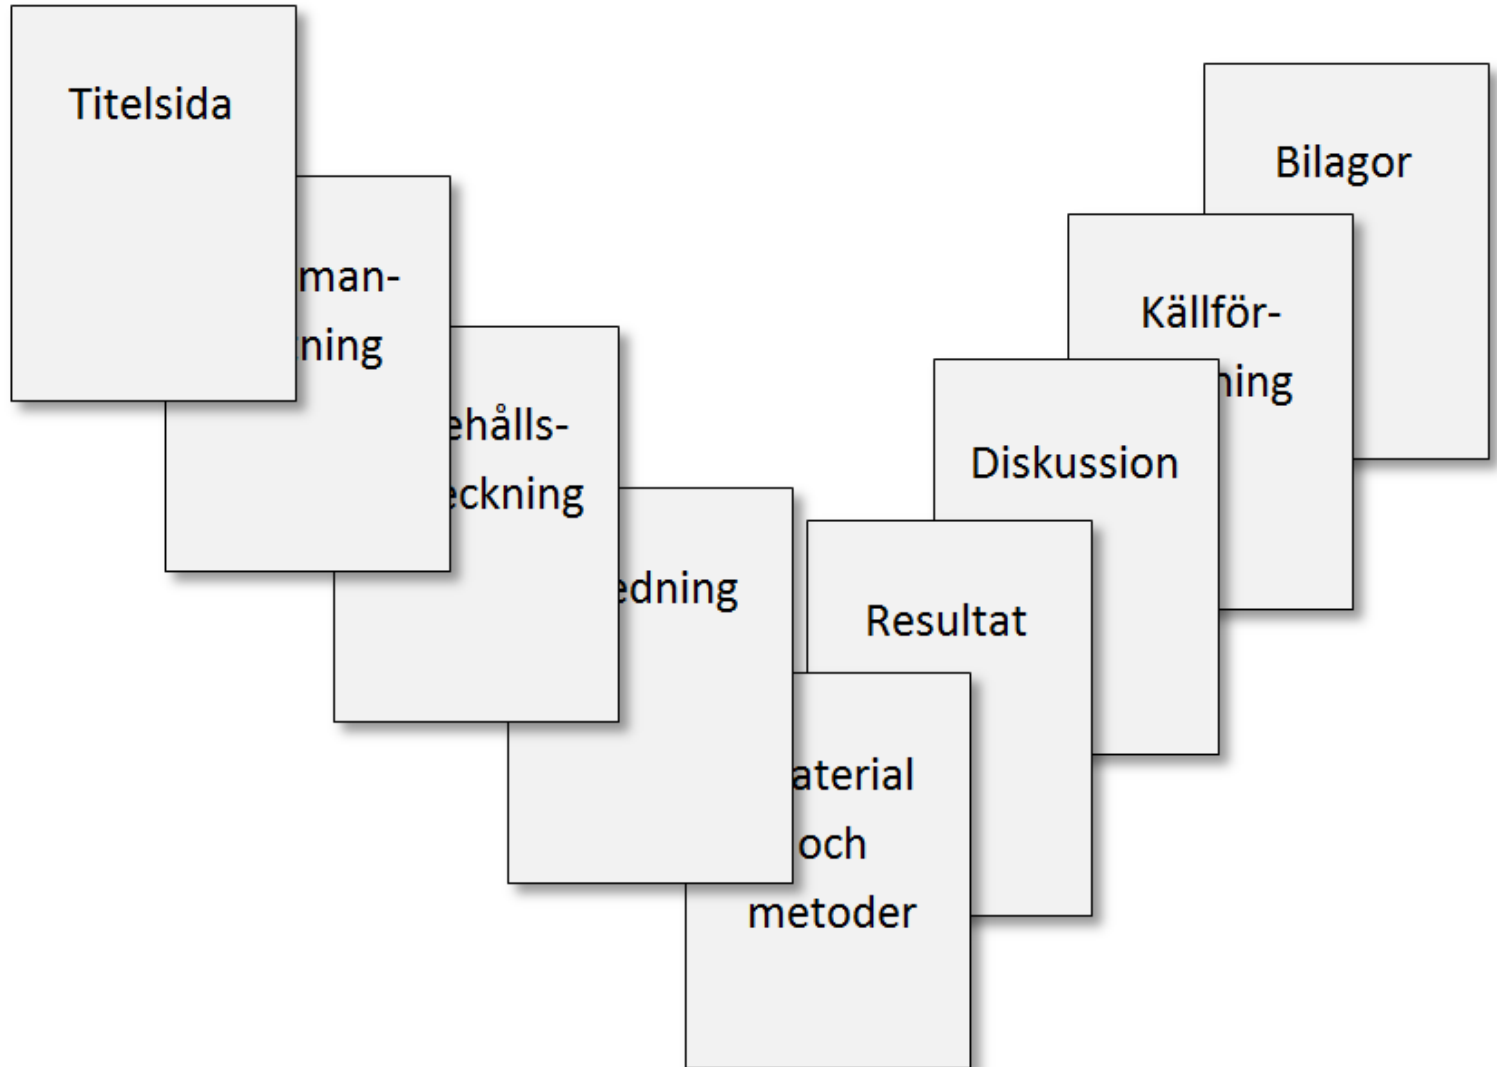 Titelsida
man-
ning
ehålls-
eckning
edning
aterial
och
metoder
Resultat
Diskussion
Källför-
ning
Bilagor